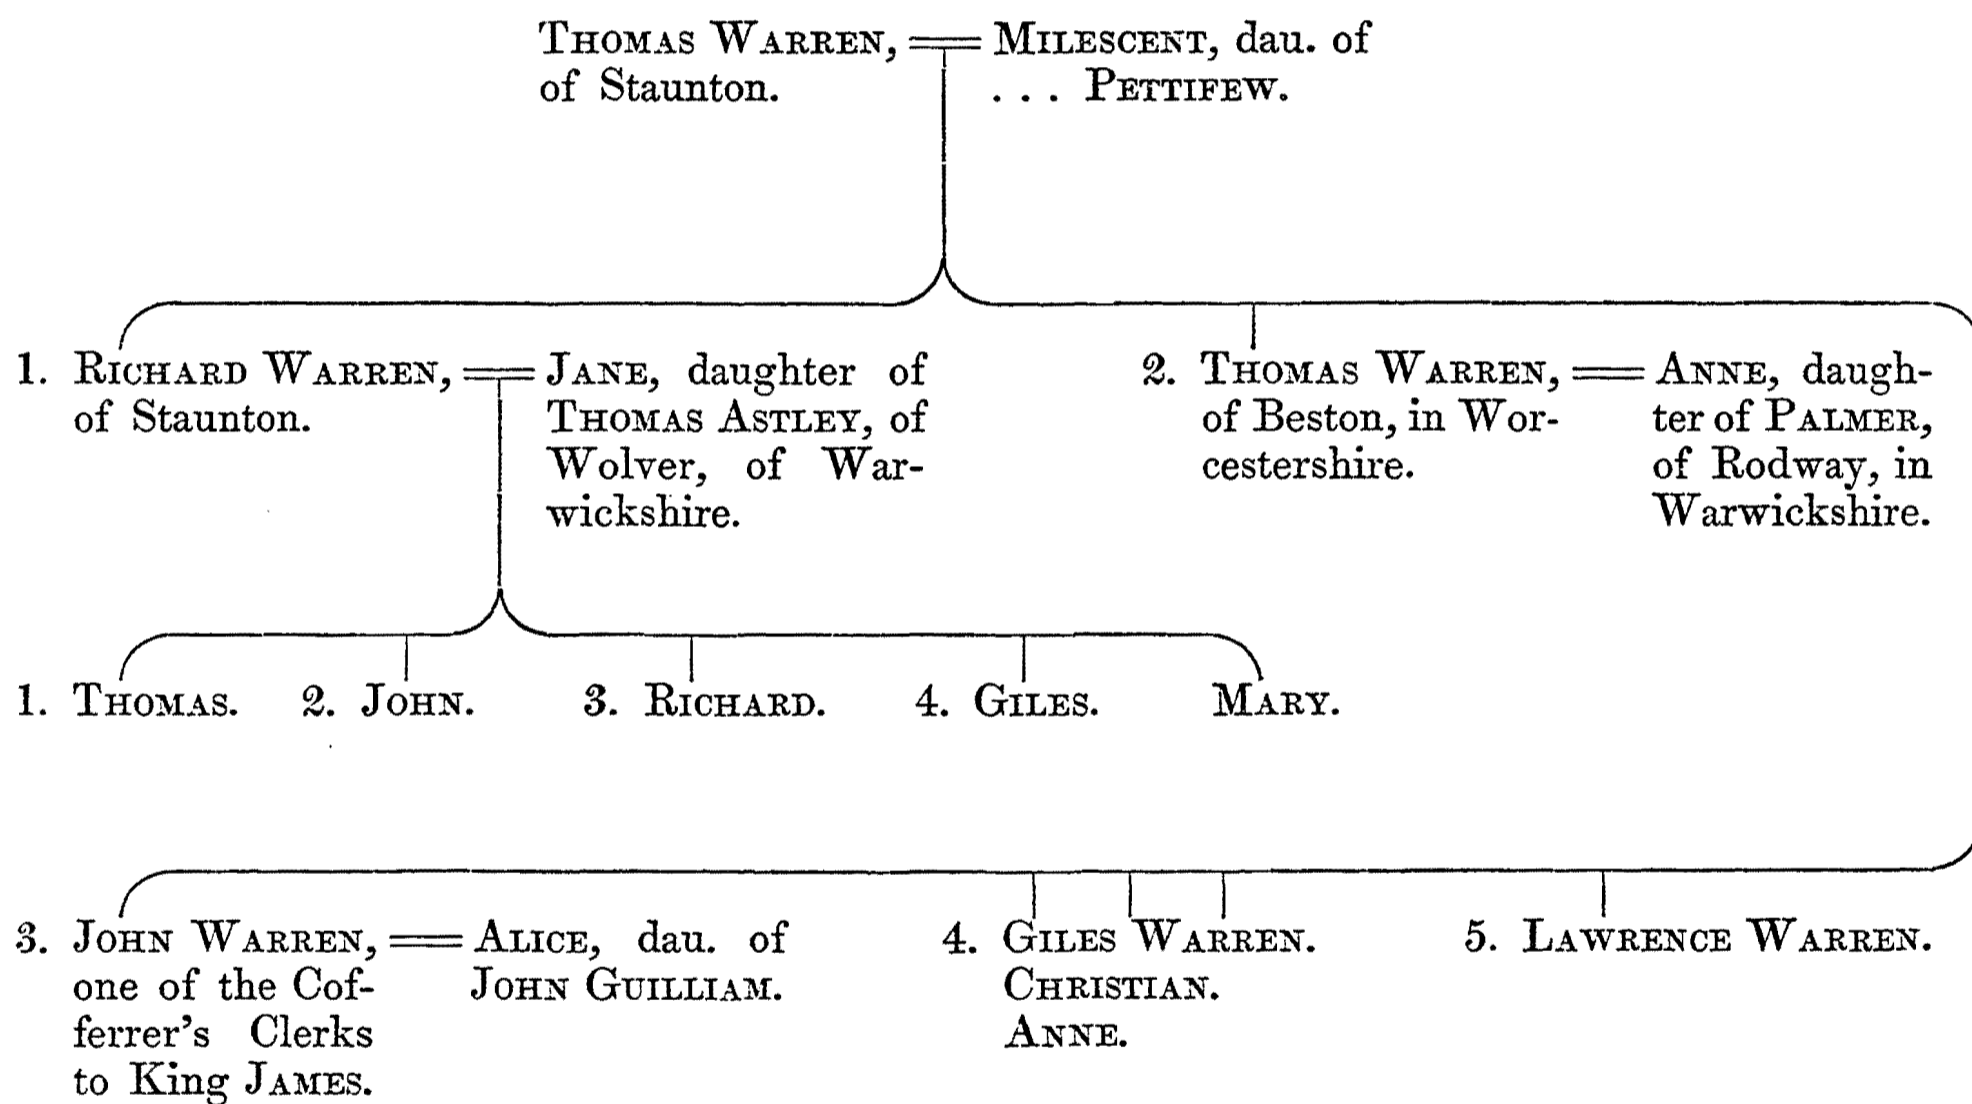 THOMAS WARREN, MILESCENT, dau. of
of Staunton. . . . PETTIFEW.
1. RICHARD WARREN,
of Staunton.
JANE, daughter of
THOMAS ASTLEY, of
Wolver, of War-
wickshire.
2. THOMAS WARREN,
of Beston, in Wor-
cestershire.
ANNE, daugh-
ter of PALMER,
of Rodway, in
Warwickshire.
1. THOMAS. 2. JOHN. 3. RICHARD. 4. GILES. MARY.
3. JOHN WARREN,
one of the Cof-
ferrer's Clerks
to King JAMES.
ALICE, dau. of
JOHN GUILLIAM.
4. GILES WARREN.
CHRISTIAN.
ANNE.
5. LAWRENCE WARREN.